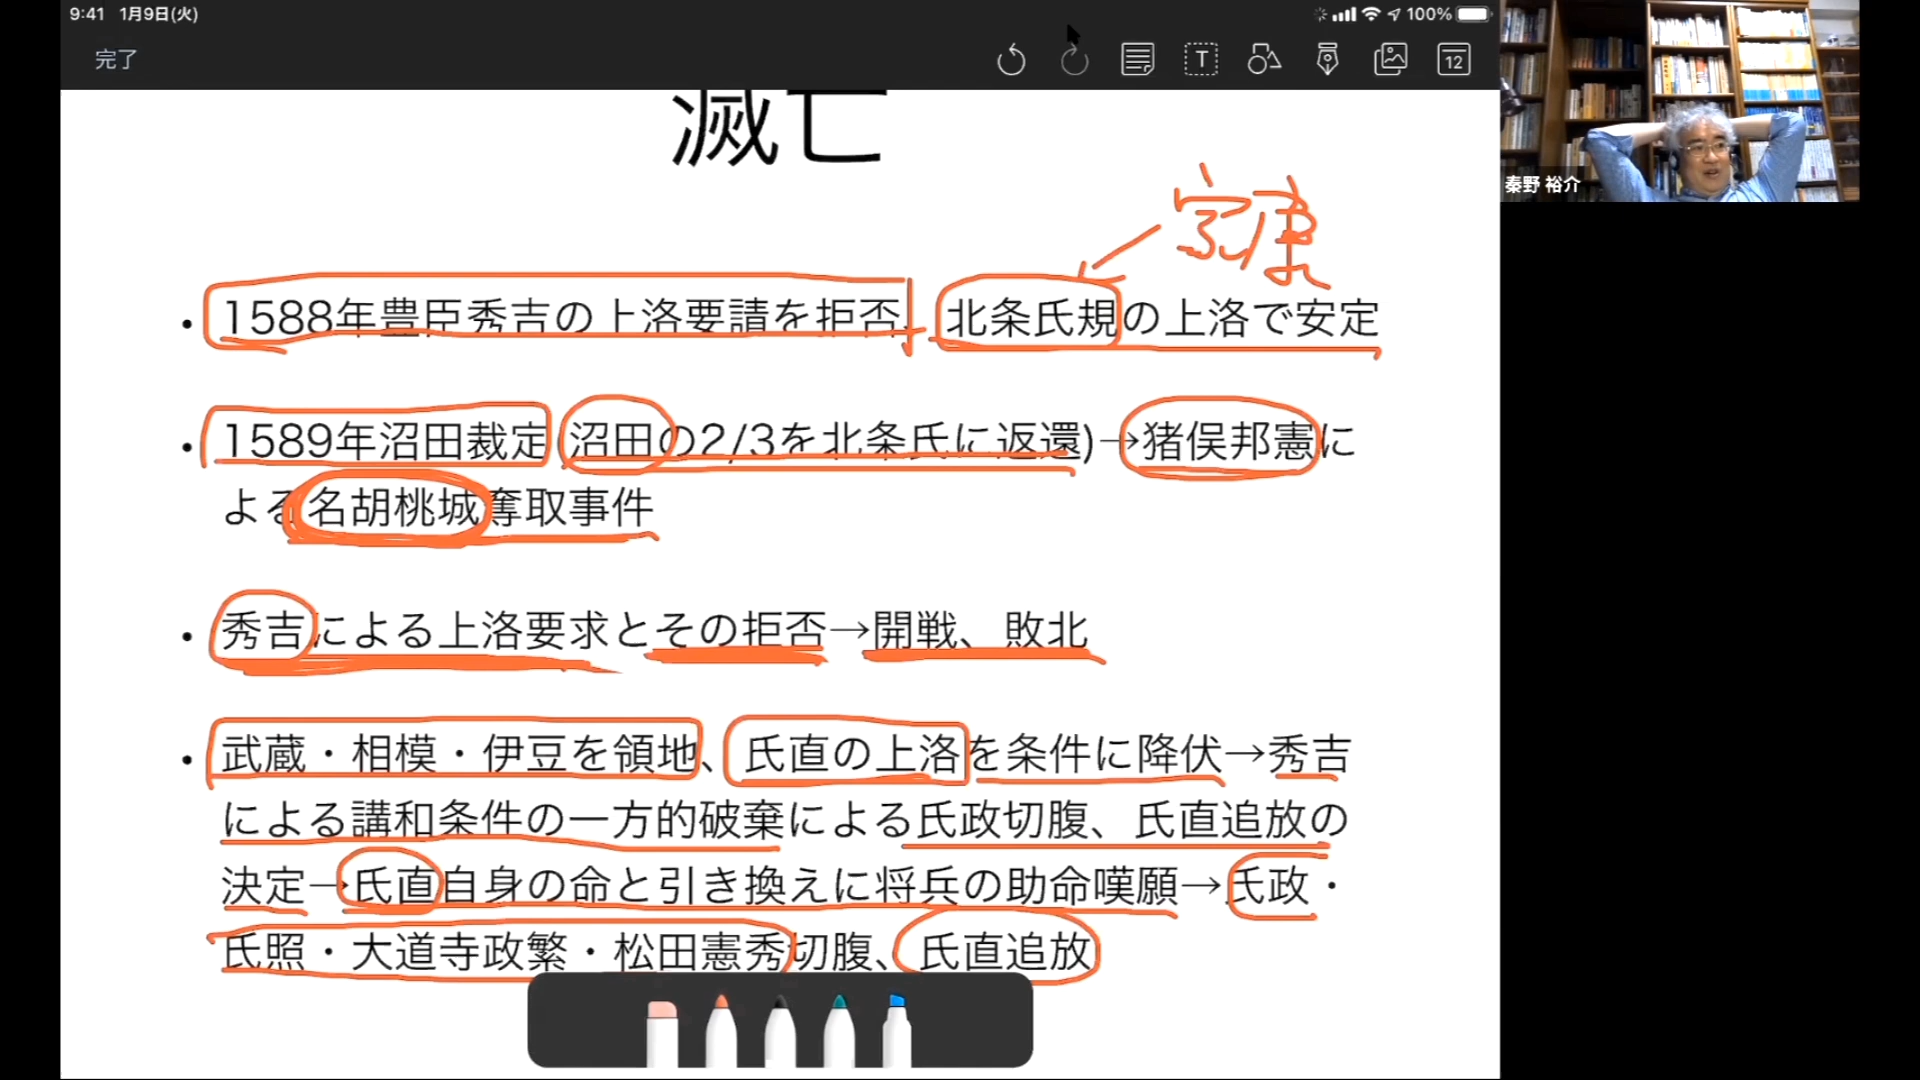 9:41 1月9日(火)
100%
完了
T
12
滅亡
家康
・1588年豊臣秀吉の上洛要請を拒否、北条氏規の上洛で安定
・1589年沼田裁定(沼田の2/3を北条氏に返還)→猪俣邦憲に
よる名胡桃城奪取事件
・秀吉による上洛要求とその拒否→開戦、敗北
・武蔵・相模・伊豆を領地、氏直の上洛を条件に降伏→秀吉
による講和条件の一方的破棄による氏政切腹、氏直追放の
決定→氏直自身の命と引き換えに将兵の助命嘆願→氏政・
氏照・大道寺政繁・松田憲秀切腹、氏直追放
秦野 裕介